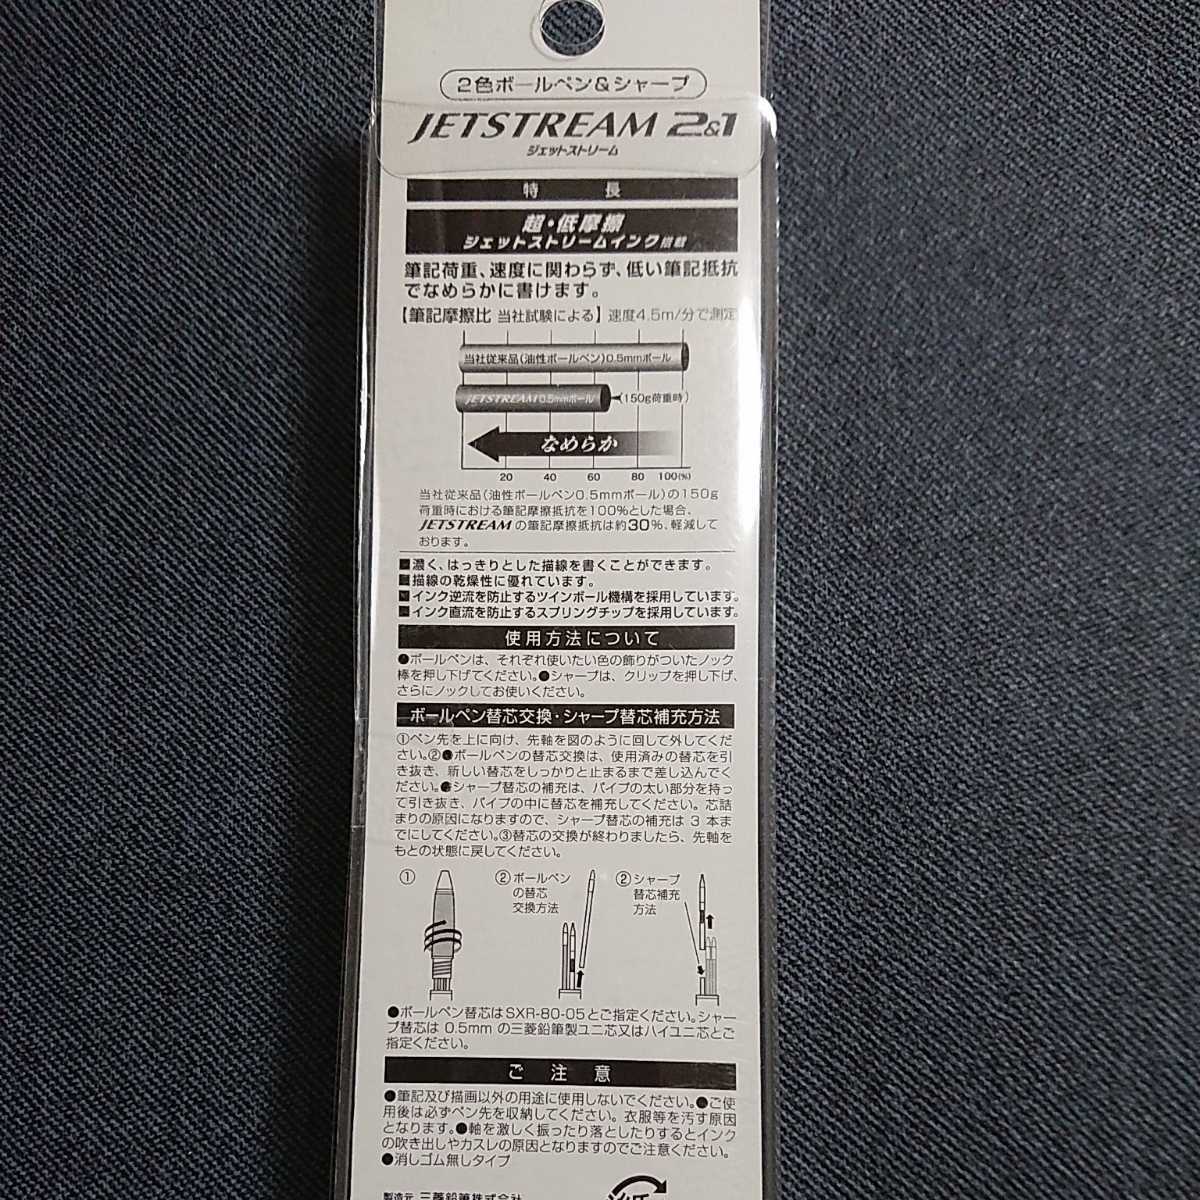 2色ボールペン&シャープ
JETSTREAM 2&1
ジェットストリーム
特 長
超・低摩擦
ジェットストリームインク搭載
筆記荷重、速度に関わらず、低い筆記抵抗
でなめらかに書けます。
【筆記摩擦比 当社試験による】速度4.5m/分で測定
当社従来品(油性ボールペン)0.5mmボール
JETSTREAM 0.5mmボール (150g荷重時)
なめらか
20 40 60 80 100(%)
当社従来品(油性ボールペン0.5mmボール)の150g
荷重時における筆記摩擦抵抗を100%とした場合、
JETSTREAMの筆記摩擦抵抗は約30%、軽減して
おります。
■濃く、はっきりとした描線を書くことができます。
■描線の乾燥性に優れています。
■インク逆流を防止するツインボール機構を採用しています。
■インク直流を防止するスプリングチップを採用しています。
使用方法について
●ボールペンは、それぞれ使いたい色の飾りがついたノック
棒を押し下げてください。●シャープは、クリップを押し下げ、
さらにノックしてお使いください。
ボールペン替芯交換・シャープ替芯補充方法
①ペン先を上に向け、先軸を図のように回して外してくだ
さい。②●ボールペンの替芯交換は、使用済みの替芯を引
き抜き、新しい替芯をしっかりと止まるまで差し込んでく
ださい。●シャープ替芯の補充は、パイプの太い部分を持っ
て引き抜き、パイプの中に替芯を補充してください。芯詰
まりの原因になりますので、シャープ替芯の補充は 3 本ま
でにしてください。③替芯の交換が終わりましたら、先軸を
もとの状態に戻してください。
①
②ボールペン
の替芯
交換方法
②シャープ
替芯補充
方法
●ボールペン替芯はSXR-80-05とご指定ください。シャー
プ替芯は 0.5mm の三菱鉛筆製ユニ芯又はハイユニ芯とご
指定ください。
ご 注 意
●筆記及び描画以外の用途に使用しないでください。●ご使
用後は必ずペン先を収納してください。衣服等を汚す原因
となります。●軸を激しく振ったり落としたりするとインク
の吹き出しやカスレの原因となりますのでご注意ください。
●消しゴム無しタイプ
製造元 三菱鉛筆株式会社